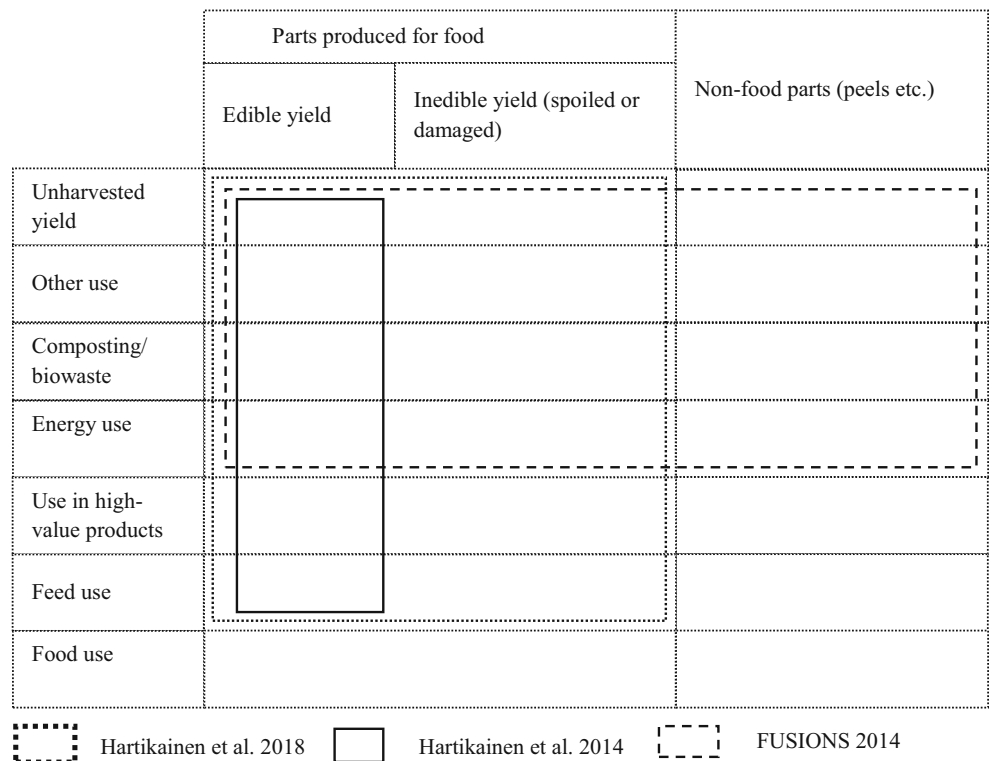 Parts produced for food
Edible yield
Inedible yield (spoiled or
damaged)
Non-food parts (peels etc.)
Unharvested
yield
Other use
Composting/
biowaste
Energy use
Use in high-
value products
Feed use
Food use
Hartikainen et al. 2018
Hartikainen et al. 2014
FUSIONS 2014